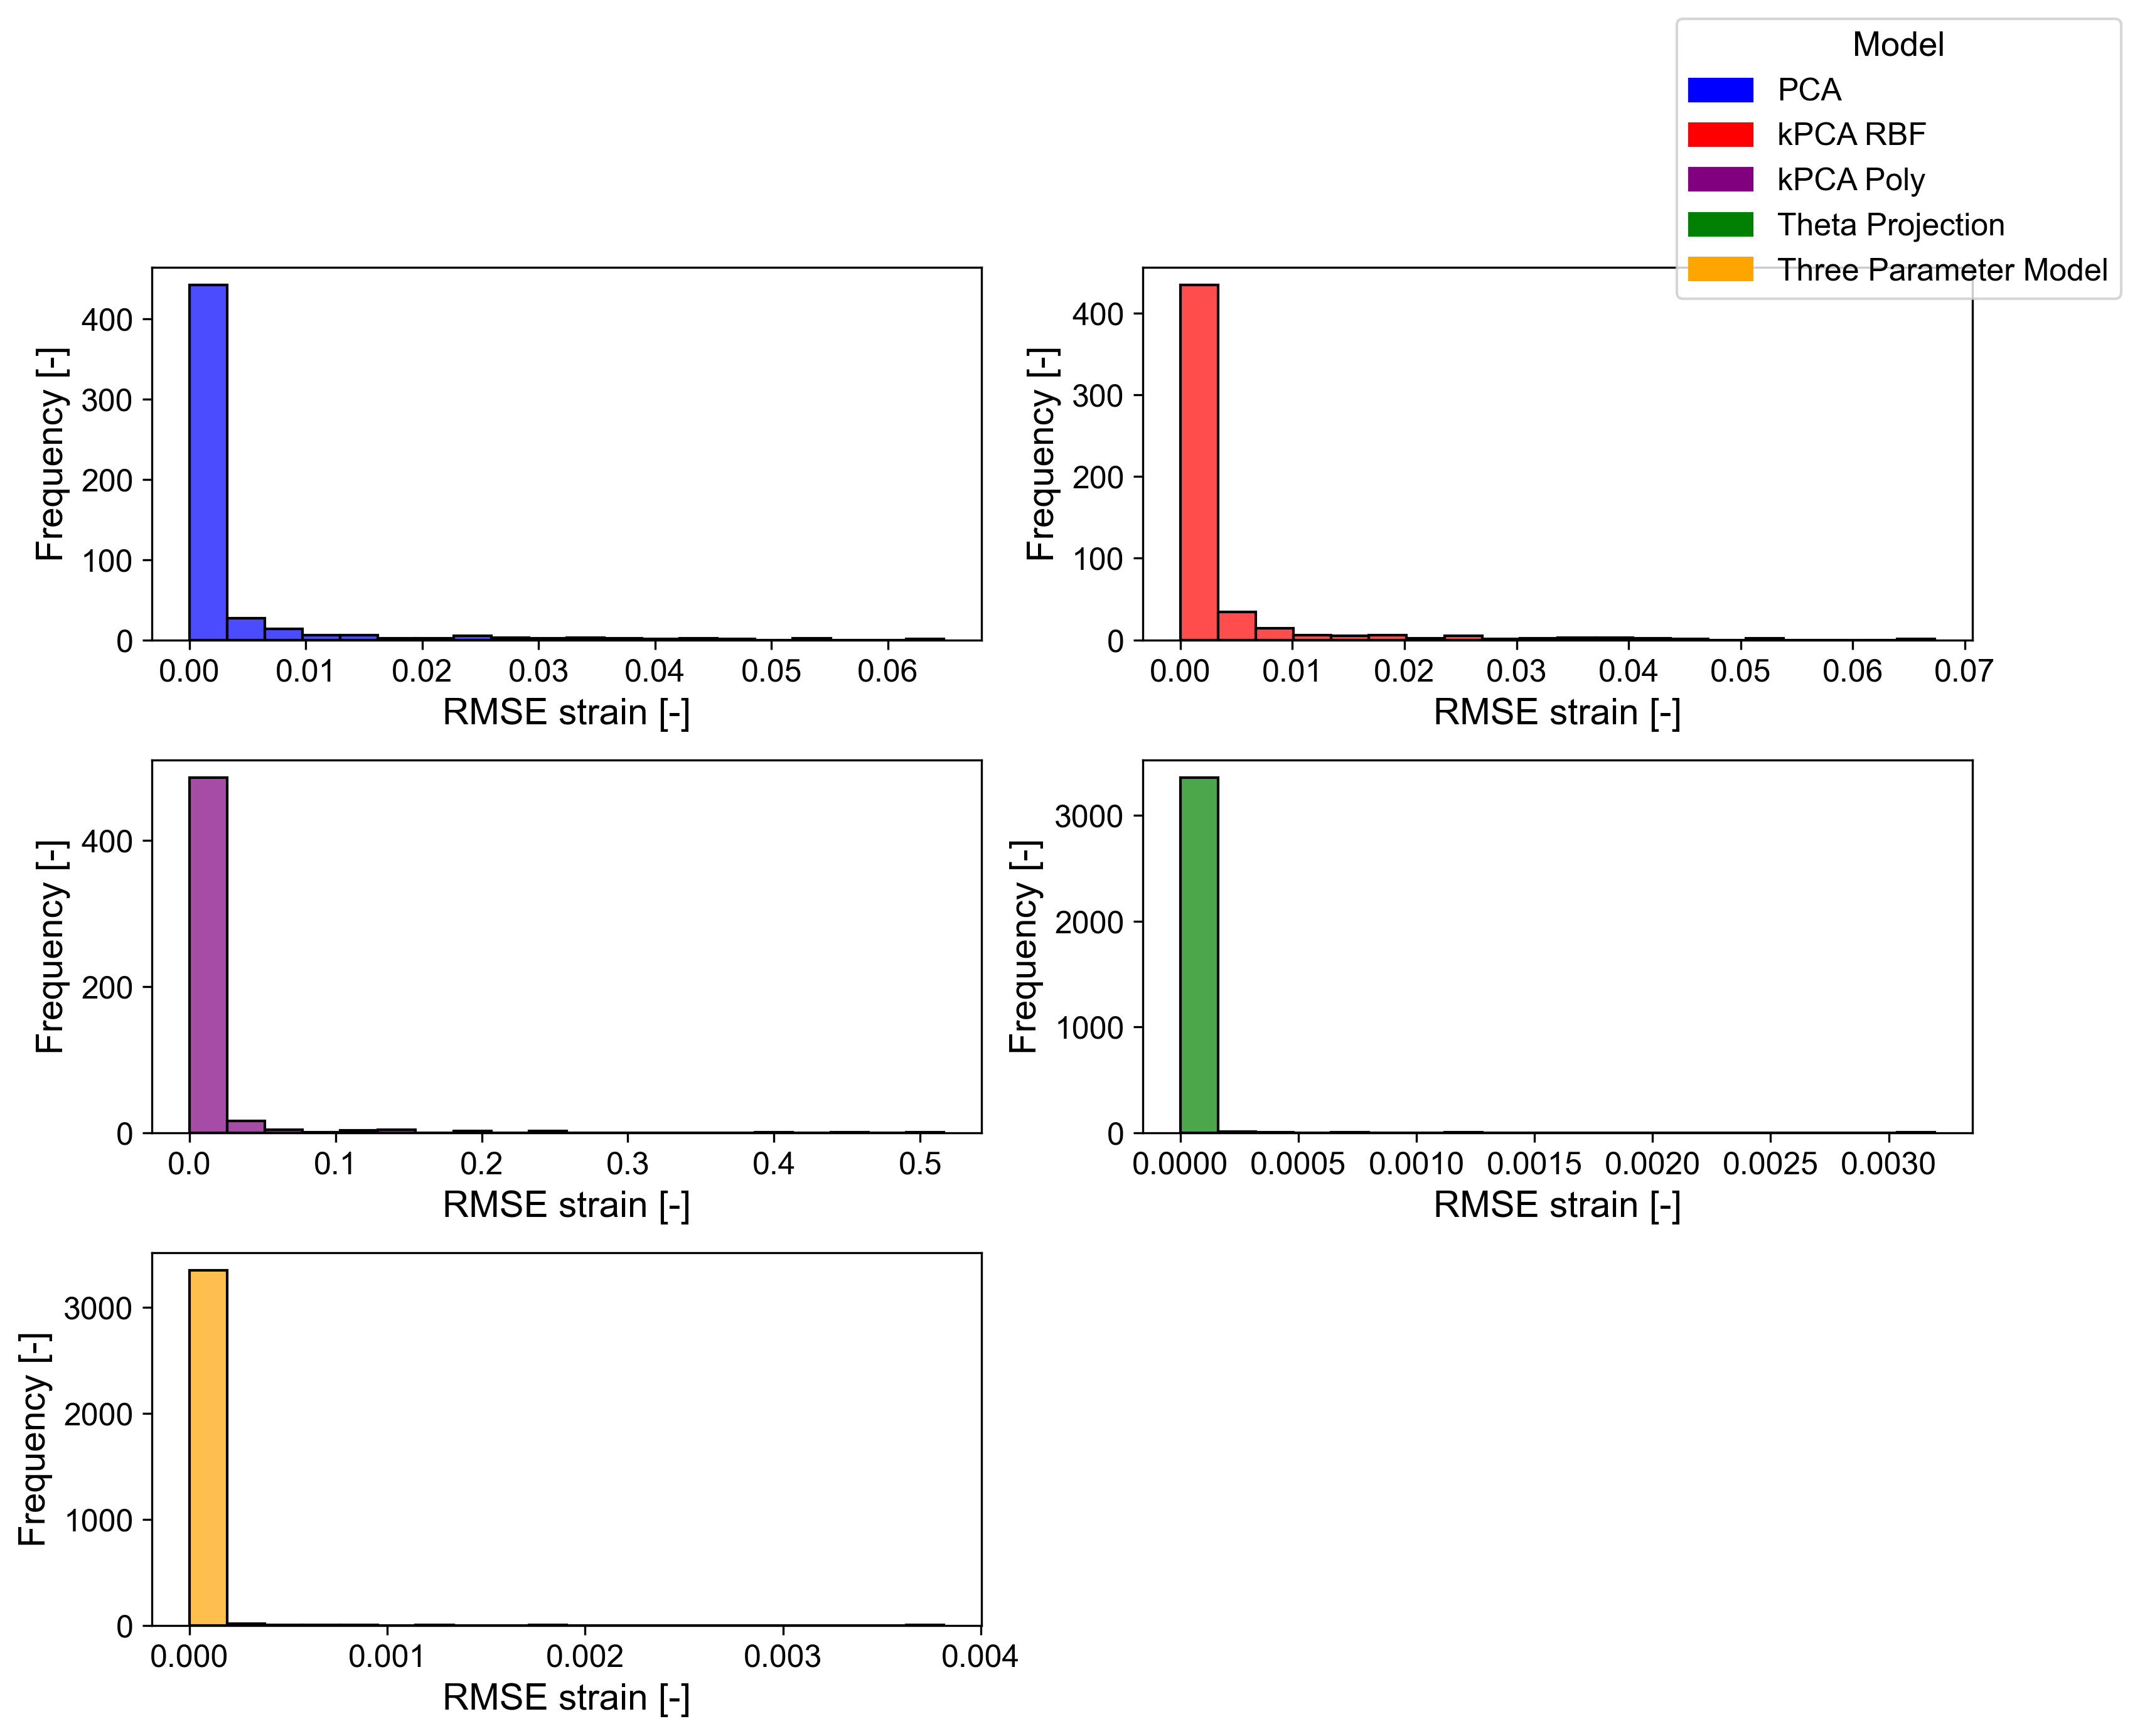 Model
PCA
kPCA RBF
kPCA Poly
Theta Projection
Three Parameter Model
Frequency [-]
400
300
200
100
0
0.00 0.01 0.02 0.03 0.04 0.05 0.06
RMSE strain [-]
Frequency [-]
400
300
200
100
0
0.00 0.01 0.02 0.03 0.04 0.05 0.06 0.07
RMSE strain [-]
Frequency [-]
400
200
0
0.0 0.1 0.2 0.3 0.4 0.5
RMSE strain [-]
Frequency [-]
3000
2000
1000
0
0.0000 0.0005 0.0010 0.0015 0.0020 0.0025 0.0030
RMSE strain [-]
Frequency [-]
3000
2000
1000
0
0.000 0.001 0.002 0.003 0.004
RMSE strain [-]